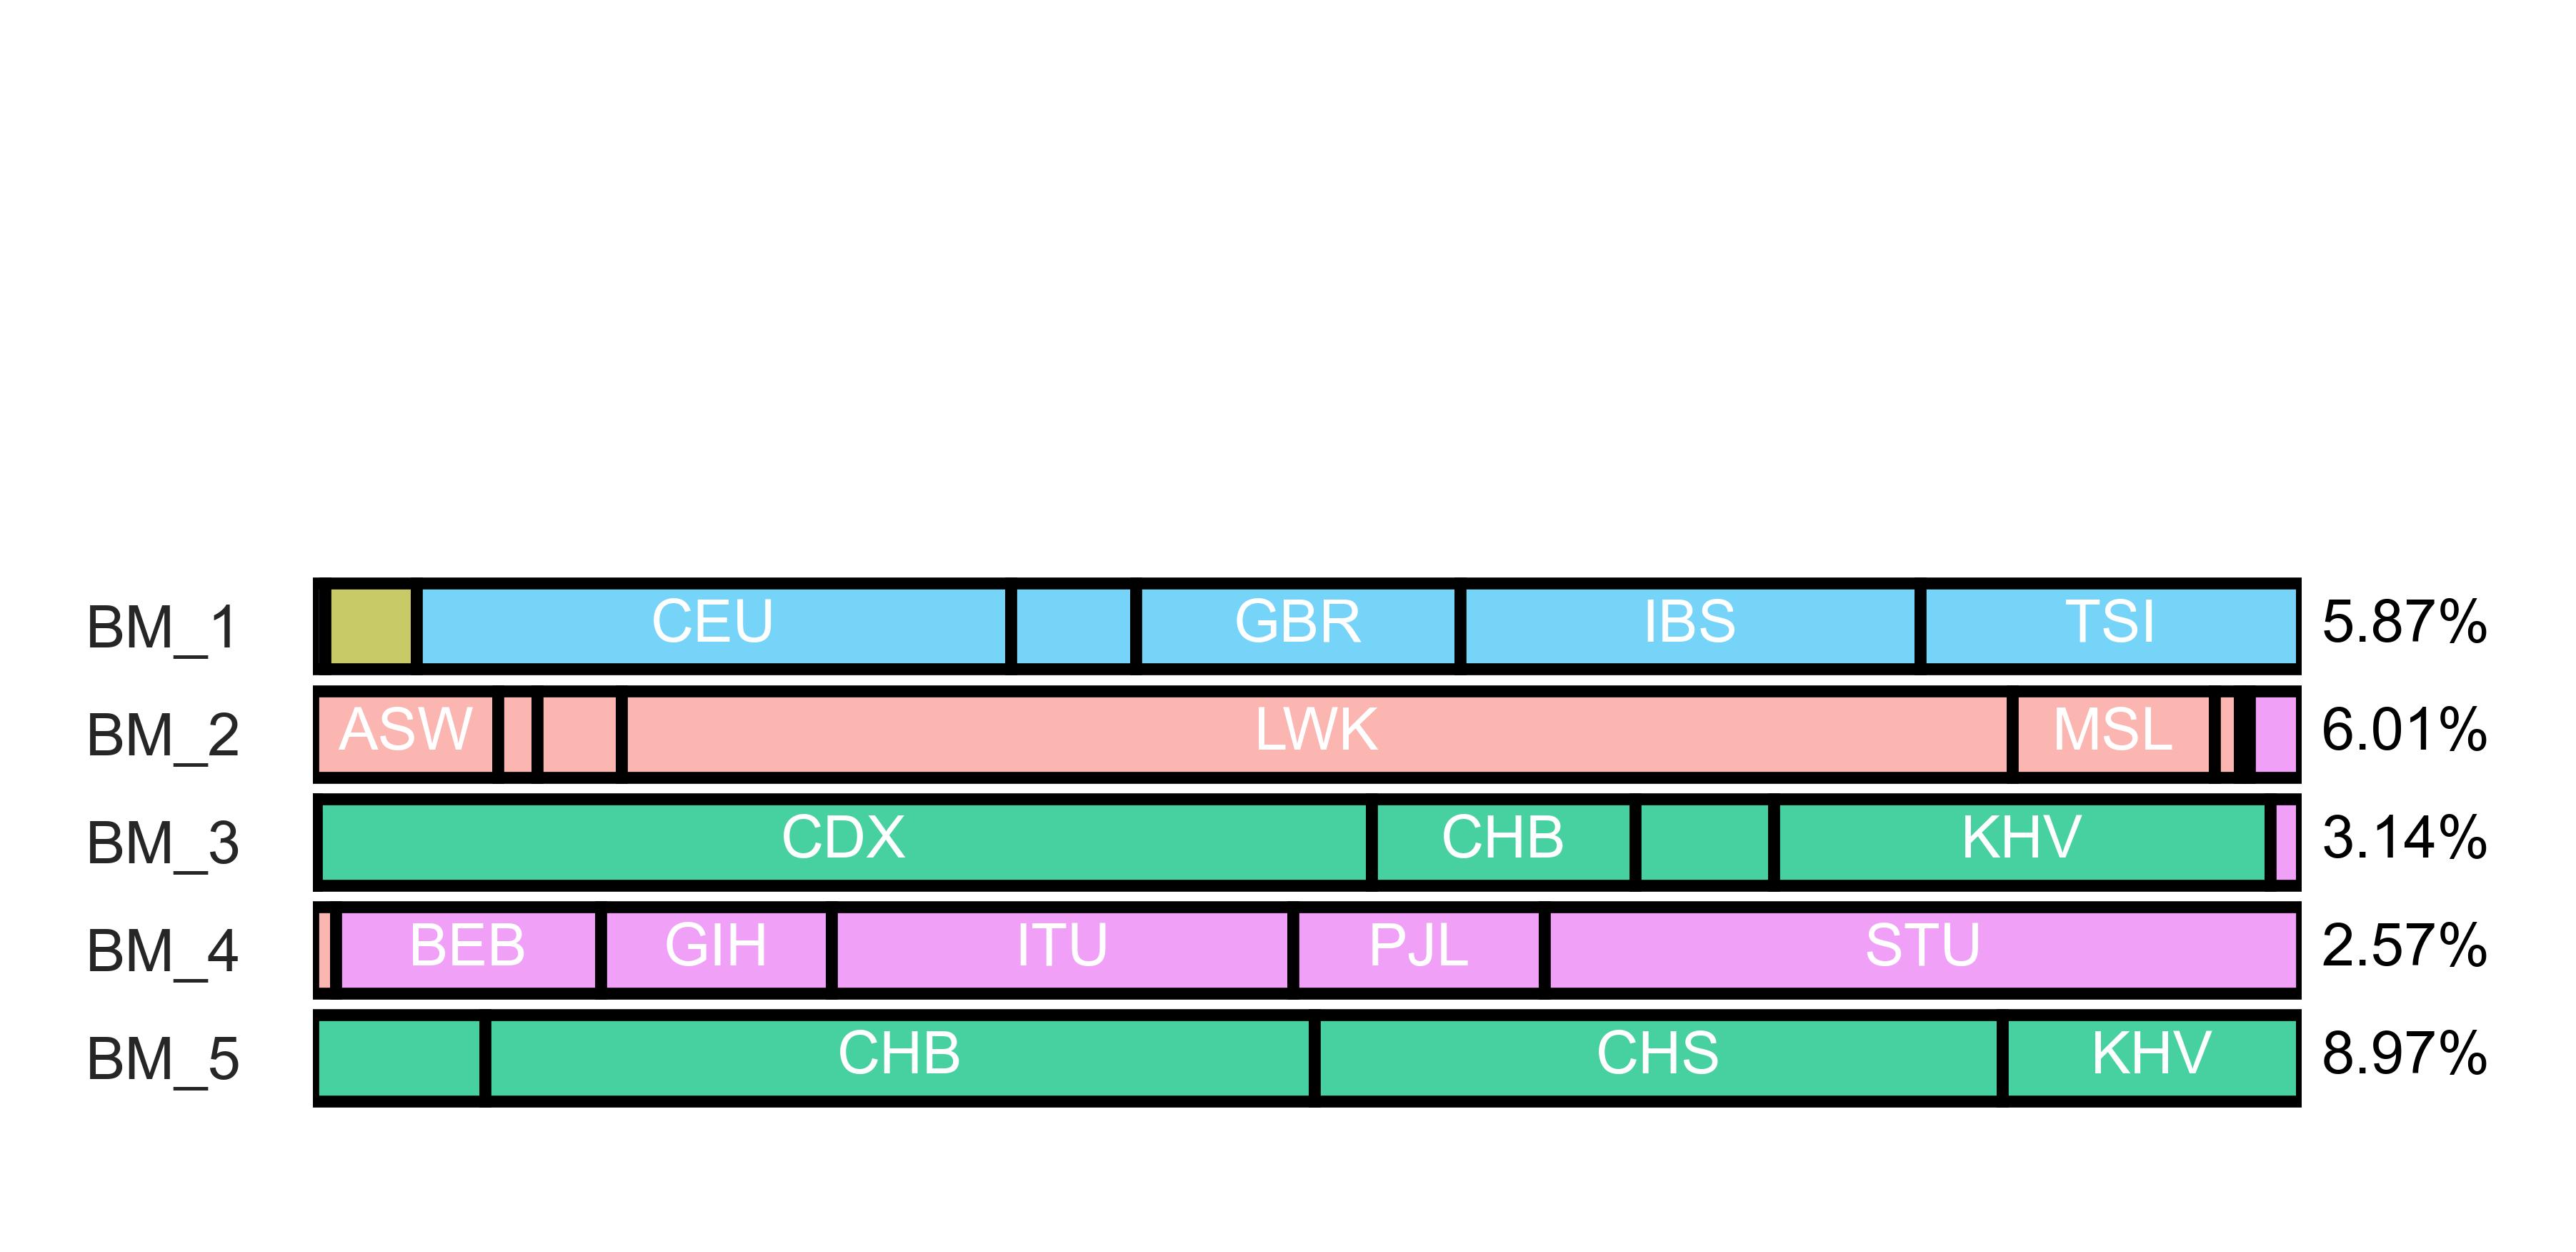 BM_1 CEU GBR IBS TSI 5.87%
BM_2 ASW LWK MSL 6.01%
BM_3 CDX CHB KHV 3.14%
BM_4 BEB GIH ITU PJL STU 2.57%
BM_5 CHB CHS KHV 8.97%